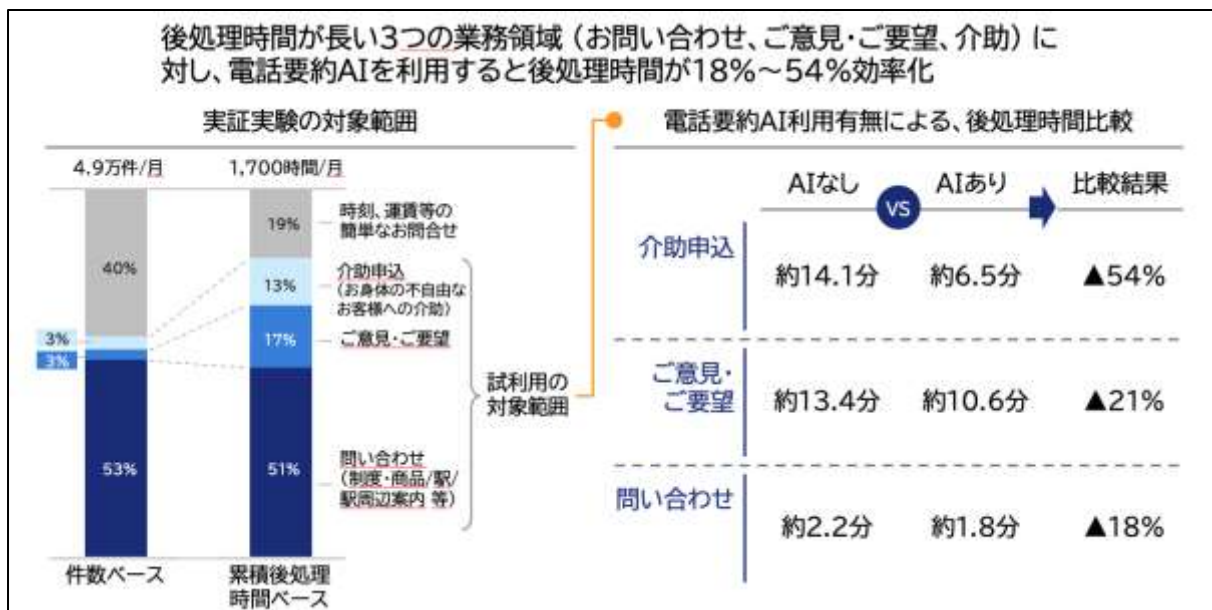 後処理時間が長い3つの業務領域（お問い合わせ、ご意見・ご要望、介助）に
対し、電話要約AIを利用すると後処理時間が18%～54%効率化
実証実験の対象範囲
4.9万件/月
1,700時間/月
40%
3%
3%
53%
19%
13%
17%
51%
時刻、運賃等の
簡単なお問合せ
介助申込
（お身体の不自由な
お客様への介助）
ご意見・ご要望
問い合わせ
（制度・商品/駅/
駅周辺案内 等）
試利用の
対象範囲
件数ベース
累積後処理
時間ベース
電話要約AI利用有無による、後処理時間比較
AIなし
VS
AIあり
比較結果
介助申込
約14.1分
約6.5分
▲54%
ご意見・
ご要望
約13.4分
約10.6分
▲21%
問い合わせ
約2.2分
約1.8分
▲18%